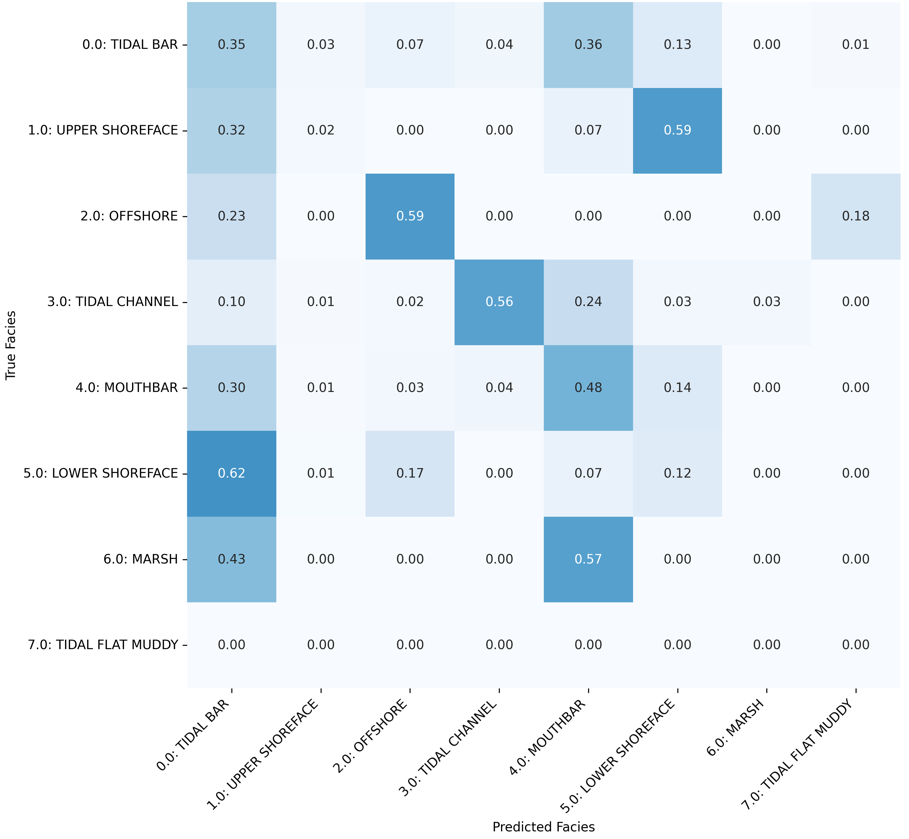 0.0: TIDAL BAR 0.35 0.03 0.07 0.04 0.36 0.13 0.00 0.01
1.0: UPPER SHOREFACE 0.32 0.02 0.00 0.00 0.07 0.59 0.00 0.00
2.0: OFFSHORE 0.23 0.00 0.59 0.00 0.00 0.00 0.00 0.18
3.0: TIDAL CHANNEL 0.10 0.01 0.02 0.56 0.24 0.03 0.03 0.00
4.0: MOUTHBAR 0.30 0.01 0.03 0.04 0.48 0.14 0.00 0.00
5.0: LOWER SHOREFACE 0.62 0.01 0.17 0.00 0.07 0.12 0.00 0.00
6.0: MARSH 0.43 0.00 0.00 0.00 0.57 0.00 0.00 0.00
7.0: TIDAL FLAT MUDDY 0.00 0.00 0.00 0.00 0.00 0.00 0.00 0.00
True Facies
0.0: TIDAL BAR
1.0: UPPER SHOREFACE
2.0: OFFSHORE
3.0: TIDAL CHANNEL
4.0: MOUTHBAR
5.0: LOWER SHOREFACE
6.0: MARSH
7.0: TIDAL FLAT MUDDY
Predicted Facies